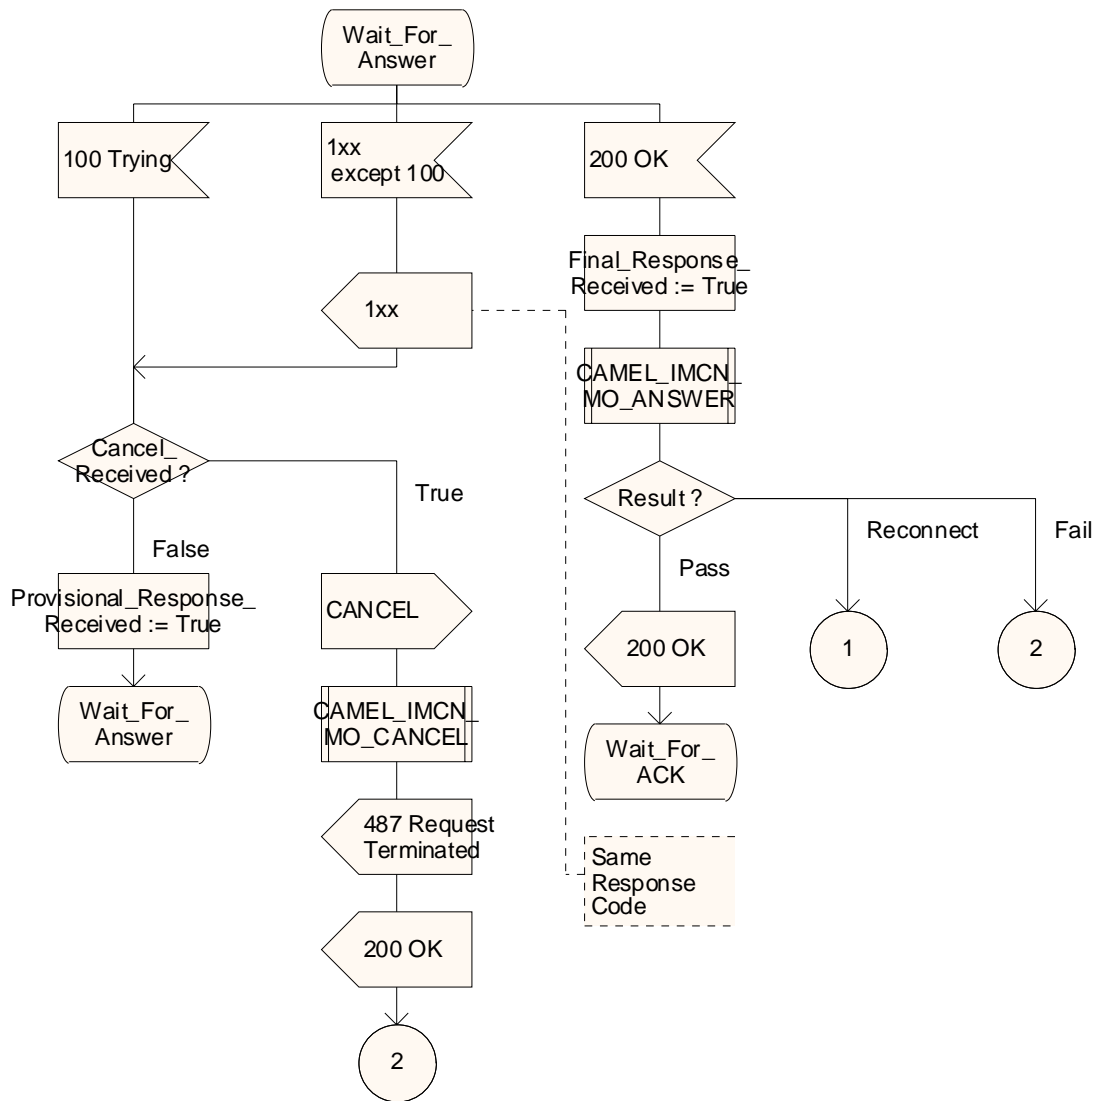 Wait_For_
Answer
100 Trying
1xx
except 100
200 OK
Final_Response_
Received := True
1xx
CAMEL_IMCN_
MO_ANSWER
Cancel_
Received ?
True
Result ?
Reconnect
Fail
False
Pass
Provisional_Response_
Received := True
CANCEL
200 OK
1
2
Wait_For_
Answer
CAMEL_IMCN_
MO_CANCEL
Wait_For_
ACK
487 Request
Terminated
Same
Response
Code
200 OK
2